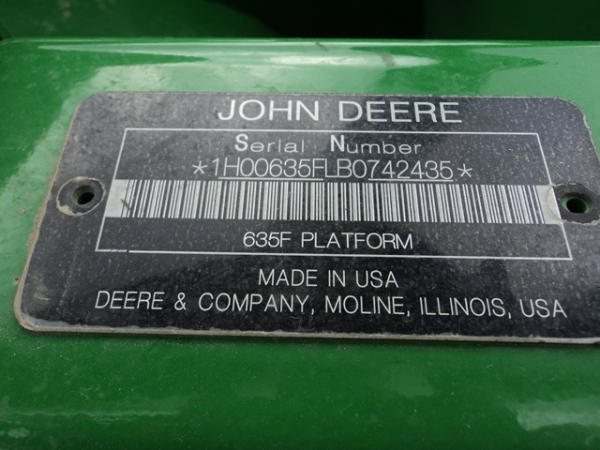 JOHN DEERE
Serial Number
*1H00635FLB0742435*
635F PLATFORM
MADE IN USA
DEERE & COMPANY, MOLINE, ILLINOIS, USA